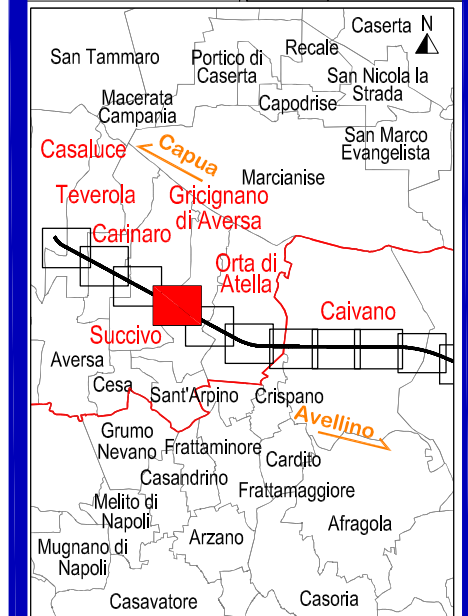 Caserta N
San Tammaro
Portico di
Caserta
Recale
San Nicola la
Strada
Macerata
Campania
Capodrise
San Marco
Evangelista
Casaluce
Capua
Marcianise
Teverola
Gricignano
di Aversa
Carinaro
Orta di
Atella
Caivano
Succivo
Aversa
Cesa
Sant'Arpino
Crispano
Avellino
Grumo
Nevano
Frattaminore
Cardito
Casandrino
Frattamaggiore
Melito di
Napoli
Afragola
Arzano
Mugnano di
Napoli
Casavatore
Casoria